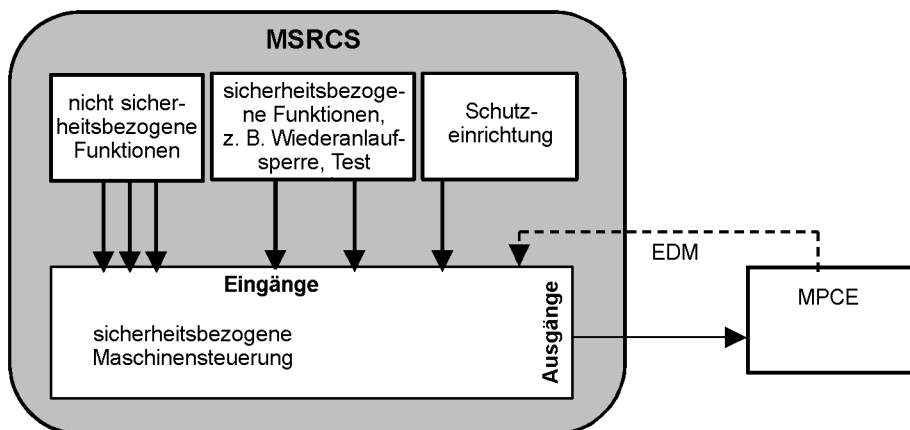 MSRCS
nicht sicher-
heitsbezogene
Funktionen
sicherheitsbezoge-
ne Funktionen,
z. B. Wiederanlauf-
sperre, Test
Schutz-
einrichtung
EDM
Eingänge
sicherheitsbezogene
Maschinensteuerung
Ausgänge
MPCE